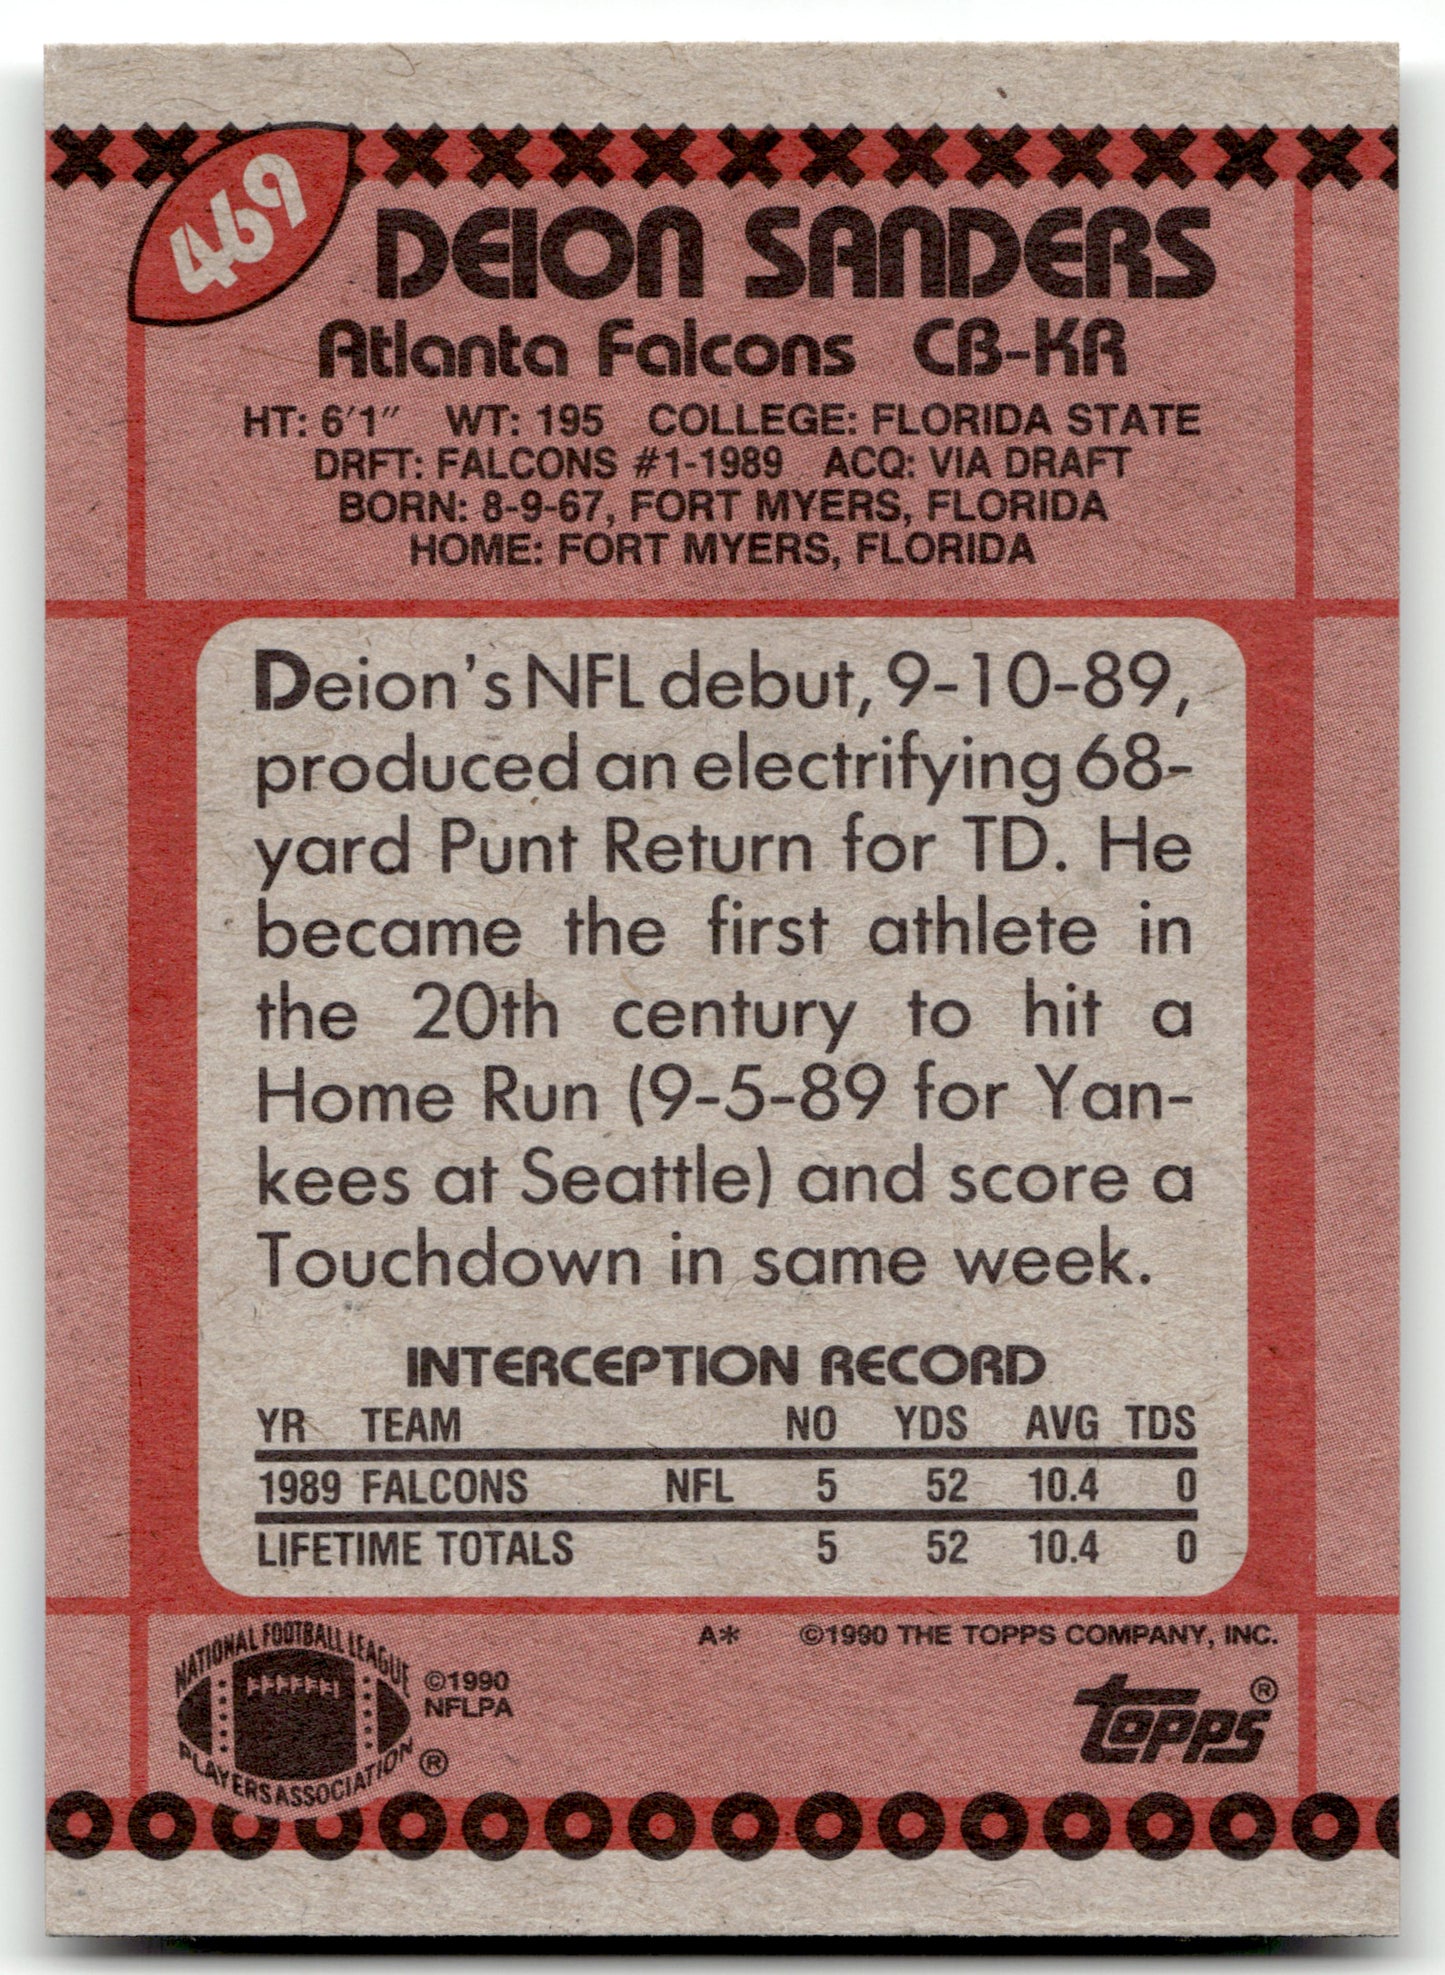 469
DEION SANDERS
Atlanta Falcons CB-KR
HT: 6'1" WT: 195 COLLEGE: FLORIDA STATE
DRFT: FALCONS #1-1989 ACQ: VIA DRAFT
BORN: 8-9-67, FORT MYERS, FLORIDA
HOME: FORT MYERS, FLORIDA
Deion's NFL debut, 9-10-89,
produced an electrifying 68-
yard Punt Return for TD. He
became the first athlete in
the 20th century to hit a
Home Run (9-5-89 for Yan-
kees at Seattle) and score a
Touchdown in same week.
INTERCEPTION RECORD
YR TEAM NO YDS AVG TDS
1989 FALCONS NFL 5 52 10.4 0
LIFETIME TOTALS 5 52 10.4 0
A* ©1990 THE TOPPS COMPANY, INC.
NATIONAL FOOTBALL LEAGUE
PLAYERS ASSOCIATION ®
©1990
NFLPA
topps ®